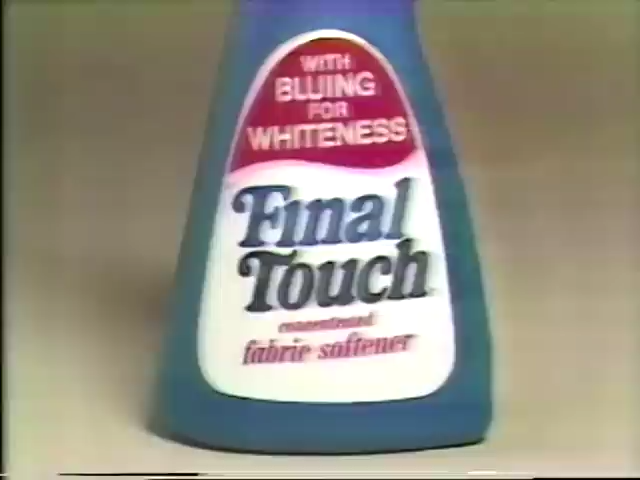 WITH
BLUING
FOR
WHITENESS
Final
Touch
concentrated
fabric softener